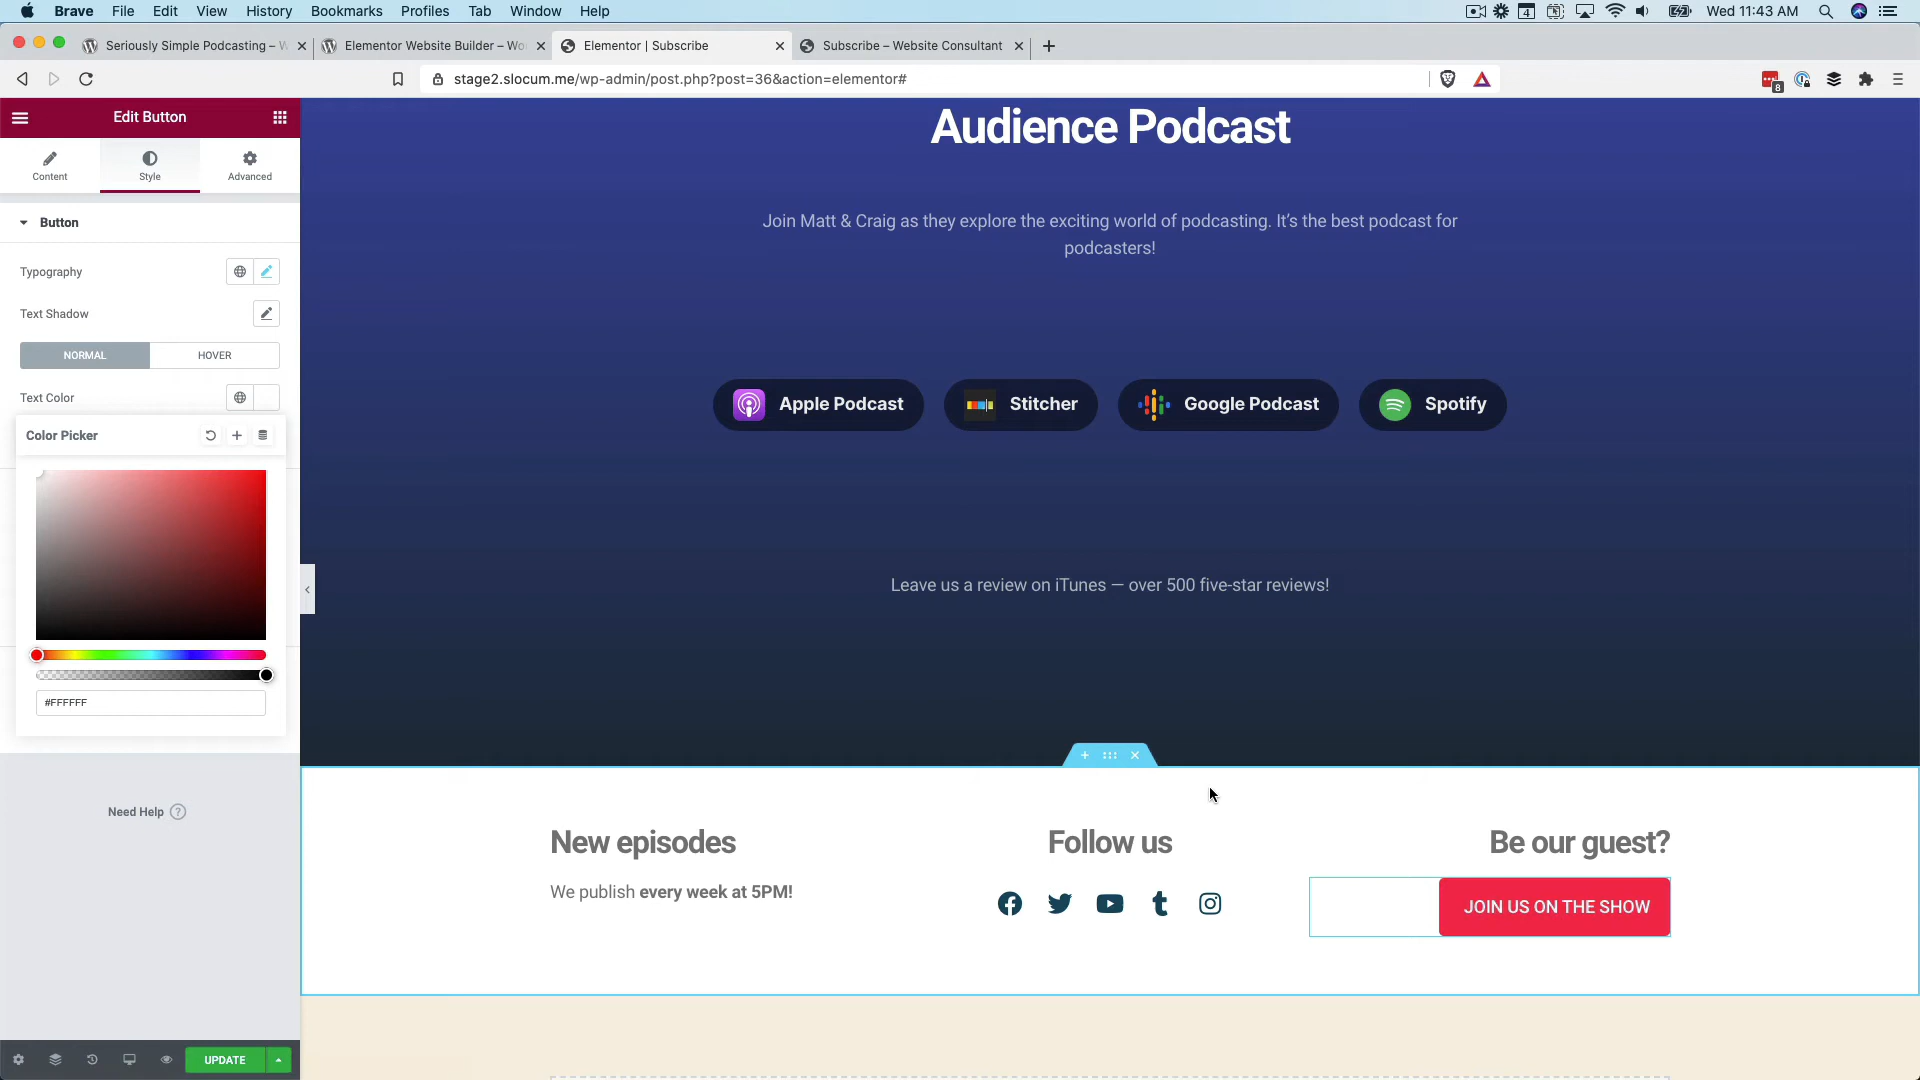 Brave File Edit View History Bookmarks Profiles Tab Window Help
4
Wed 11:43 AM
Seriously Simple Podcasting – W
Elementor Website Builder – Wo
Elementor | Subscribe
Subscribe – Website Consultant
stage2.slocum.me/wp-admin/post.php?post=36&action=elementor#
8
Edit Button
Content
Style
Advanced
Button
Typography
Text Shadow
NORMAL
HOVER
Text Color
Color Picker
#FFFFFF
Need Help ?
UPDATE
Audience Podcast
Join Matt & Craig as they explore the exciting world of podcasting. It’s the best podcast for
podcasters!
Apple Podcast
Stitcher
Google Podcast
Spotify
Leave us a review on iTunes — over 500 five-star reviews!
New episodes
We publish every week at 5PM!
Follow us
Be our guest?
JOIN US ON THE SHOW